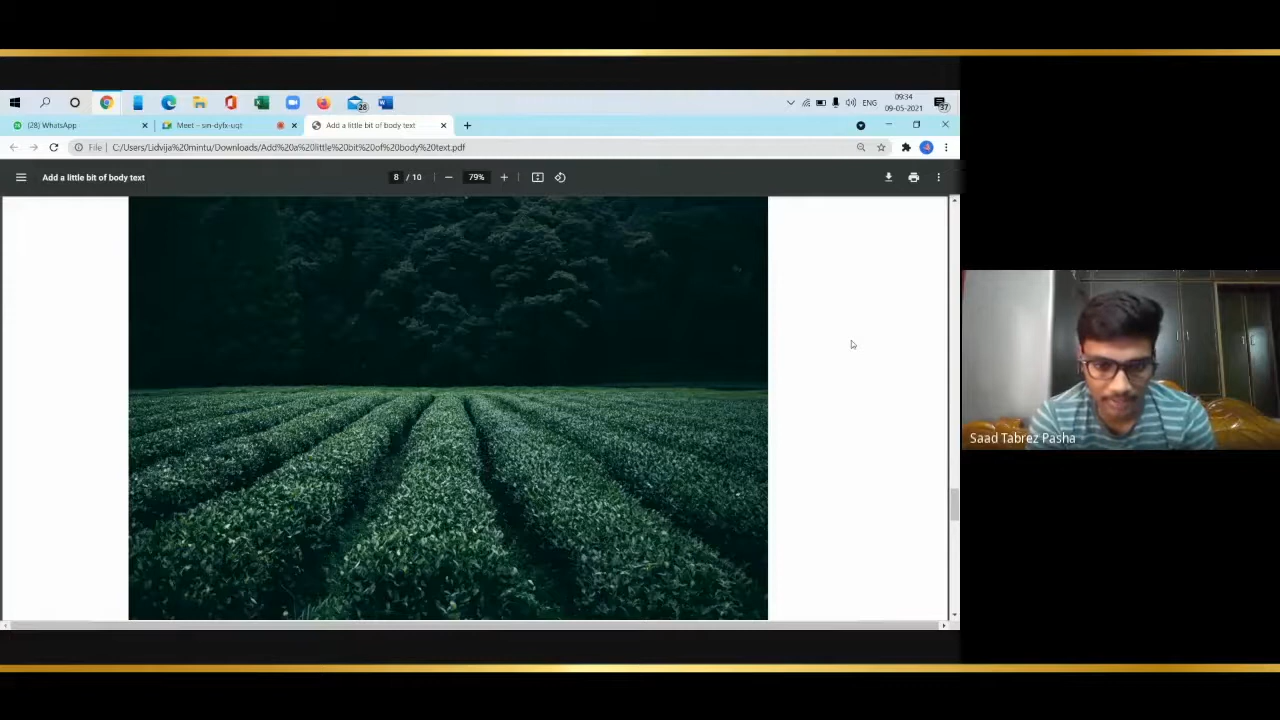 28
ENG
09:34
09-05-2021
37
(28) WhatsApp
Meet – sin-dyfx-uqt
Add a little bit of body text
File
C:/Users/Lidvija%20mintu/Downloads/Add%20a%20little%20bit%20of%20body%20text.pdf
Add a little bit of body text
8 / 10
79%
Saad Tabrez Pasha